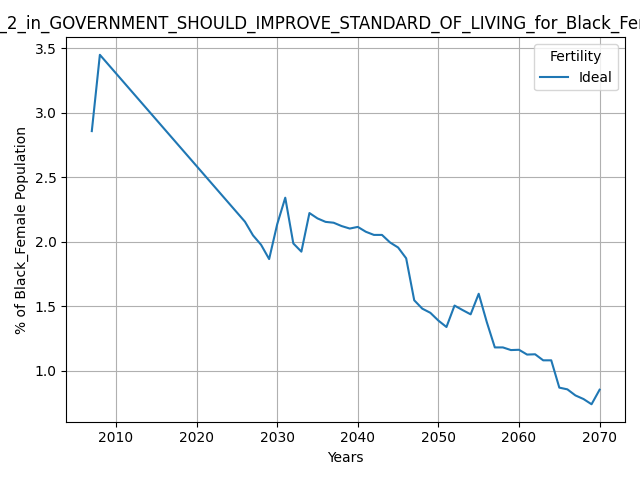 _2_in_GOVERNMENT_SHOULD_IMPROVE_STANDARD_OF_LIVING_for_Black_Fe
Fertility
Ideal
% of Black_Female Population
3.5
3.0
2.5
2.0
1.5
1.0
2010 2020 2030 2040 2050 2060 2070
Years